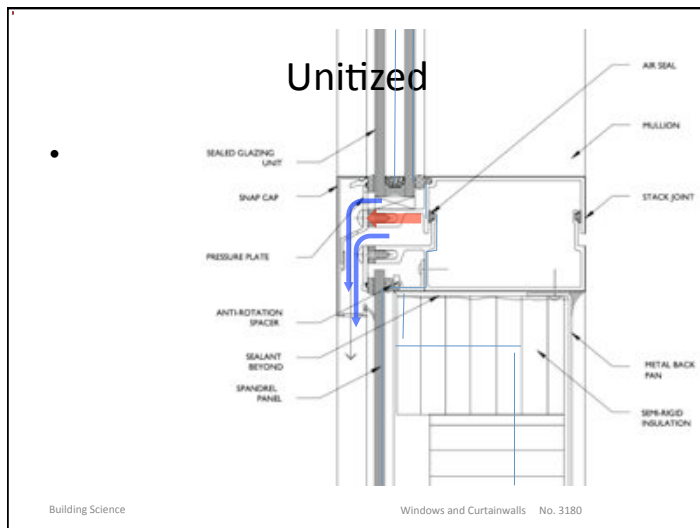 Unitized
•
AIR SEAL
SEALED GLAZING
UNIT
MULLION
SNAP CAP
STACK JOINT
PRESSURE PLATE
ANTI-ROTATION
SPACER
SEALANT
BEYOND
METAL BACK
PAN
SPANDREL
PANEL
SEMI-RIGID
INSULATION
Building Science
Windows and Curtainwalls No. 3180